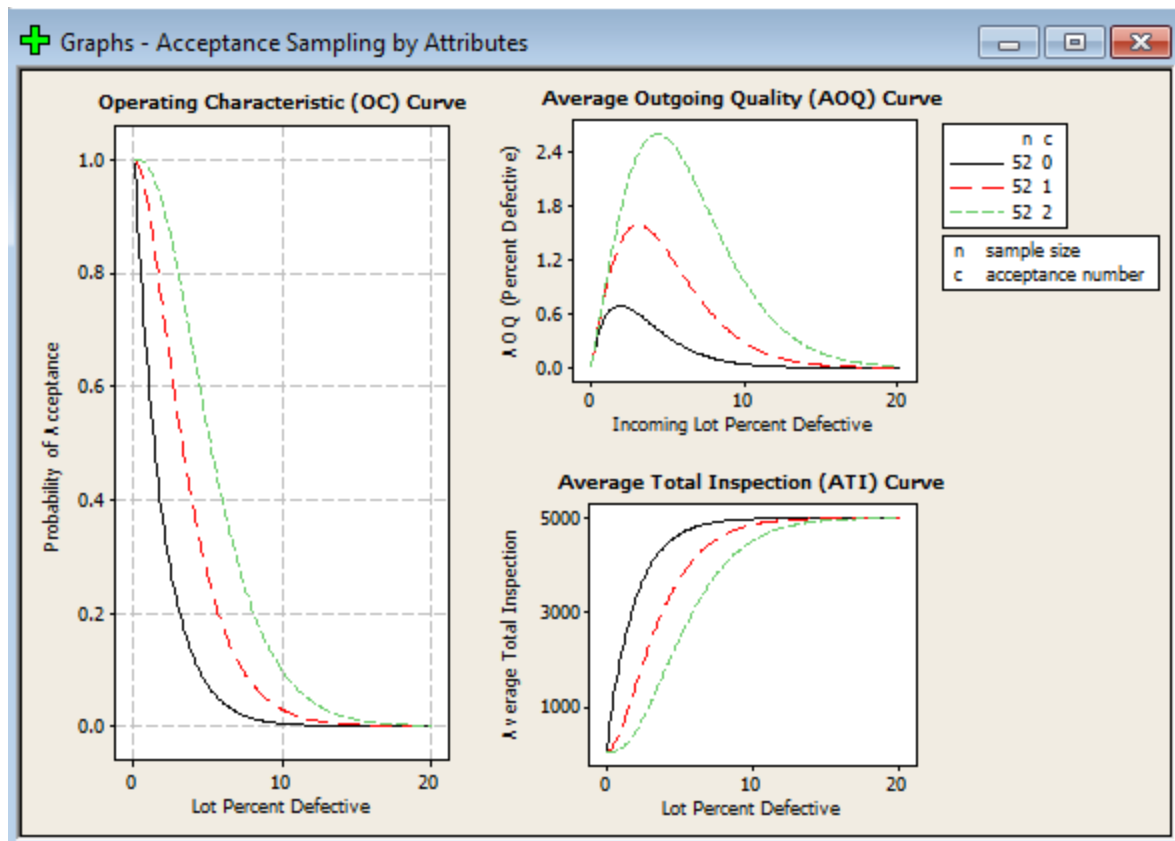 Graphs - Acceptance Sampling by Attributes
Operating Characteristic (OC) Curve
1.0
0.8
0.6
0.4
0.2
0.0
0 10 20
Probability of Acceptance
Lot Percent Defective
Average Outgoing Quality (AOQ) Curve
2.4
1.8
1.2
0.6
0.0
0 10 20
AOQ (Percent Defective)
Incoming Lot Percent Defective
n c
52 0
52 1
52 2
n sample size
c acceptance number
Average Total Inspection (ATI) Curve
5000
3000
1000
0 10 20
Average Total Inspection
Lot Percent Defective